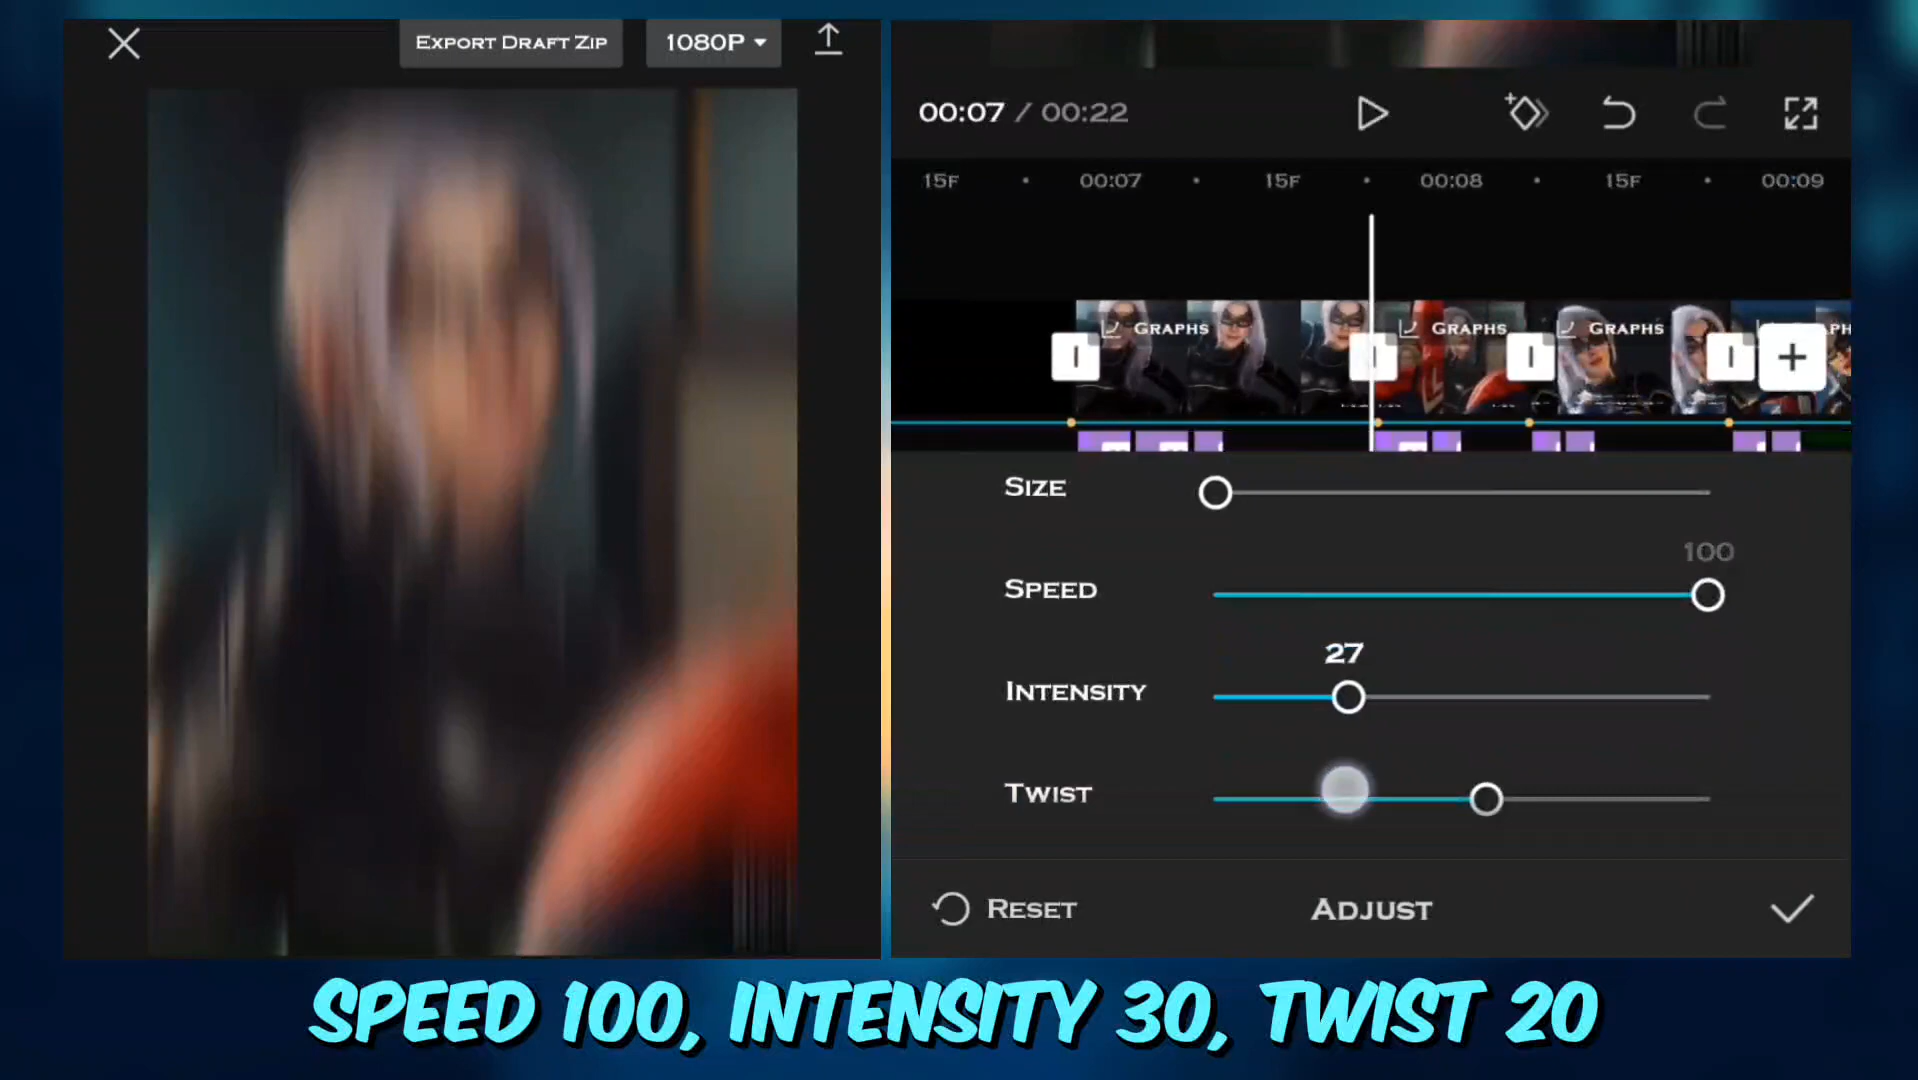 EXPORT DRAFT ZIP
1080P
00:07 / 00:22
15F
00:07
15F
00:08
15F
00:09
GRAPHS
GRAPHS
GRAPHS
SIZE
100
SPEED
27
INTENSITY
TWIST
RESET
ADJUST
SPEED 100, INTENSITY 30, TWIST 20